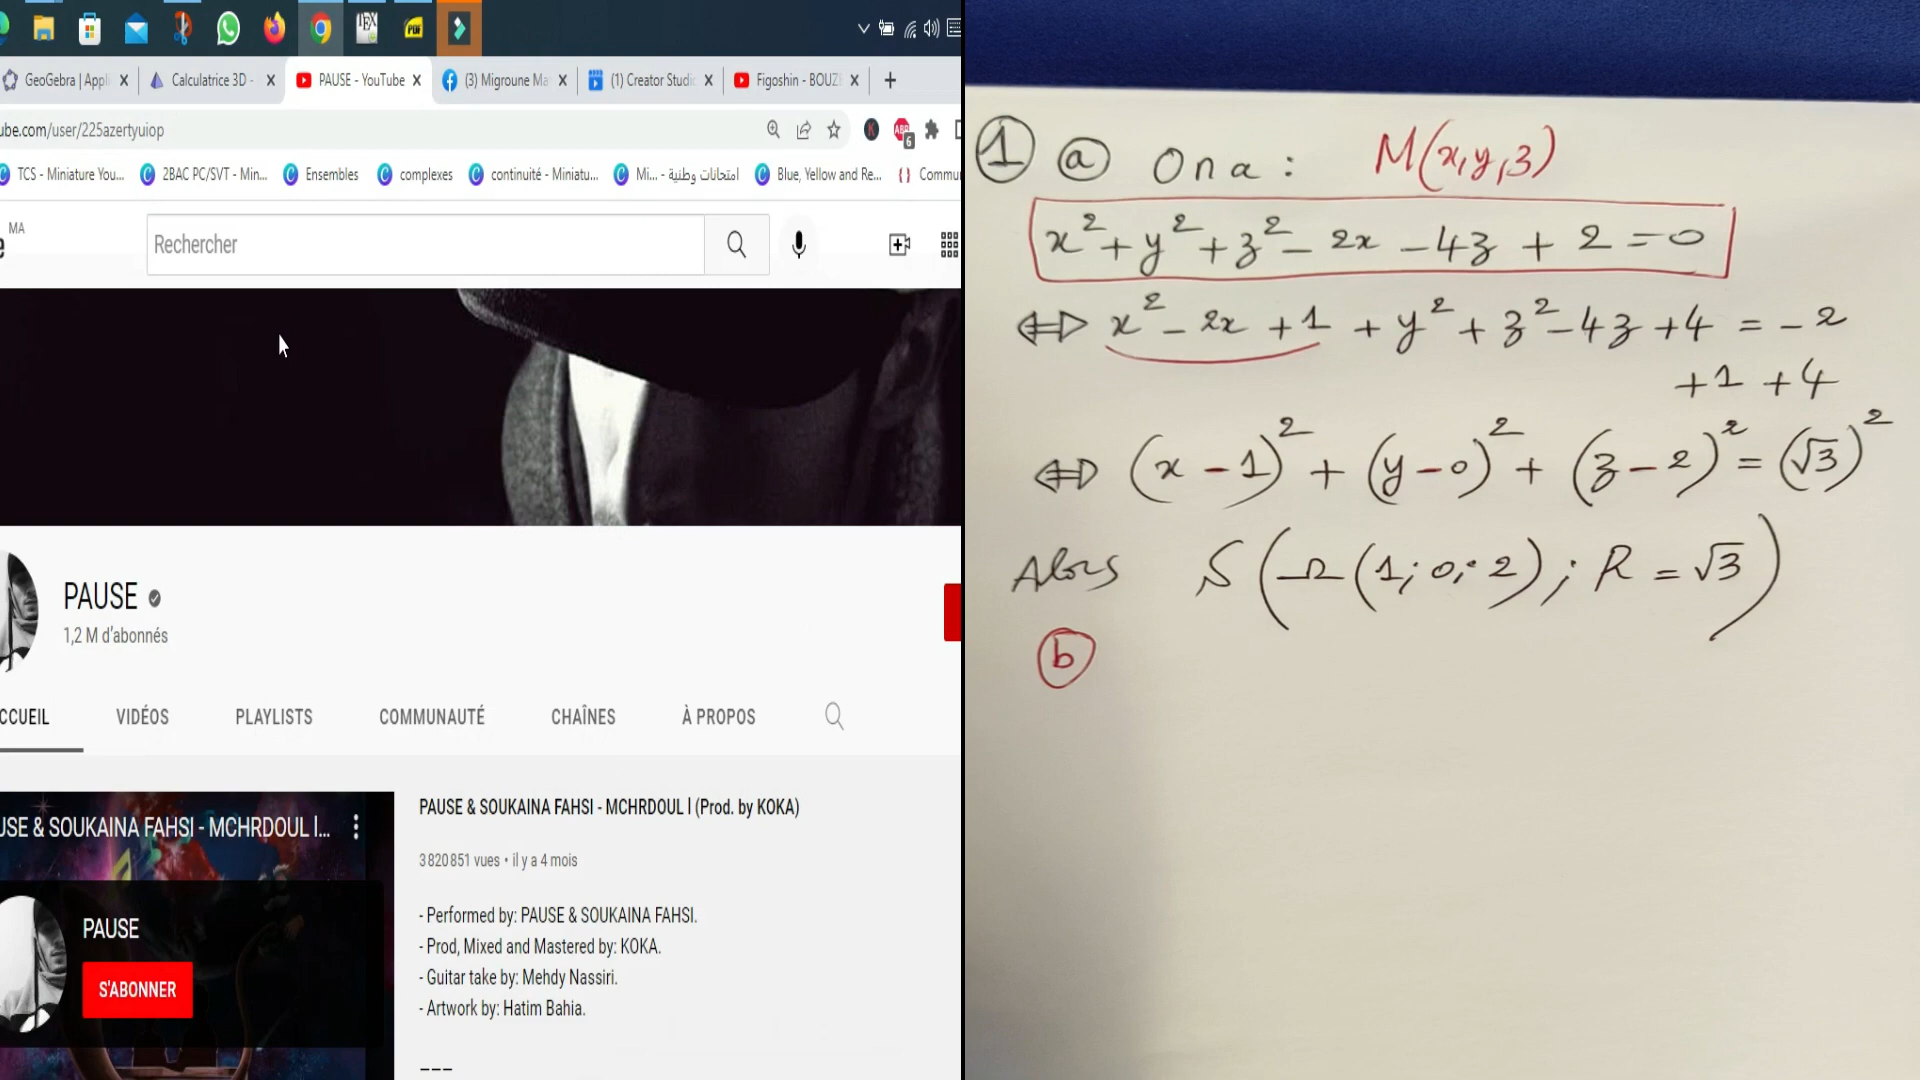 GeoGebra | Appli
Calculatrice 3D -
PAUSE - YouTube
(3) Migroune Ma
(1) Creator Studio
Figoshin - BOUZ
ube.com/user/225azertyuiop
TCS - Miniature You...
2BAC PC/SVT - Min...
Ensembles
complexes
continuité - Miniatu...
Mi... - امتحانات وطنية
Blue, Yellow and Re...
Commu
MA
Rechercher
PAUSE
1,2 M d'abonnés
CCUEIL
VIDÉOS
PLAYLISTS
COMMUNAUTÉ
CHAÎNES
À PROPOS
USE & SOUKAINA FAHSI - MCHRDOUL l...
PAUSE
S'ABONNER
PAUSE & SOUKAINA FAHSI - MCHRDOUL l (Prod. by KOKA)
3 820 851 vues • il y a 4 mois
- Performed by: PAUSE & SOUKAINA FAHSI.
- Prod, Mixed and Mastered by: KOKA.
- Guitar take by: Mehdy Nassiri.
- Artwork by: Hatim Bahia.
---
① ⓐ On a : M(x,y,z)
x² + y² + z² - 2x - 4z + 2 = 0
⟺ x² - 2x + 1 + y² + z² - 4z + 4 = - 2
+1 +4
⟺ (x - 1)² + (y - 0)² + (z - 2)² = (√3)²
Alors S(Ω(1; 0; 2); R = √3)
ⓑ